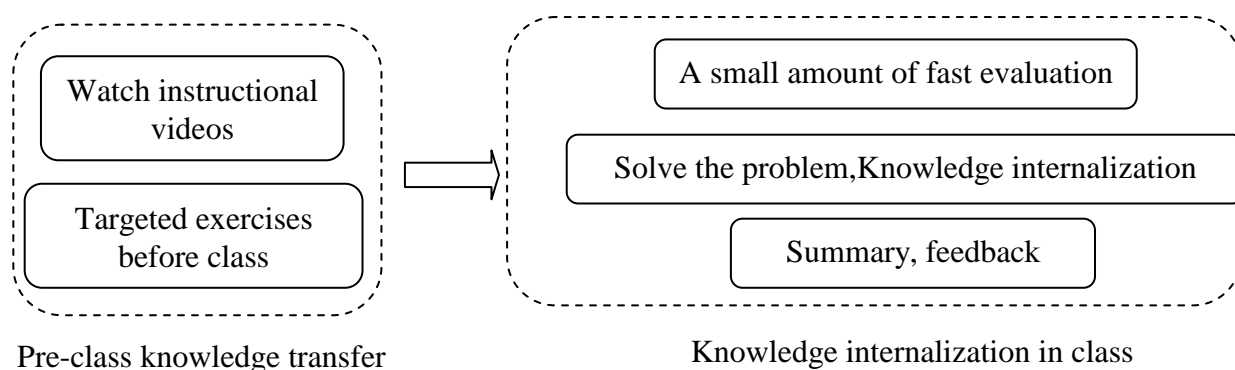 Watch instructional
videos
Targeted exercises
before class
Pre-class knowledge transfer
A small amount of fast evaluation
Solve the problem,Knowledge internalization
Summary, feedback
Knowledge internalization in class